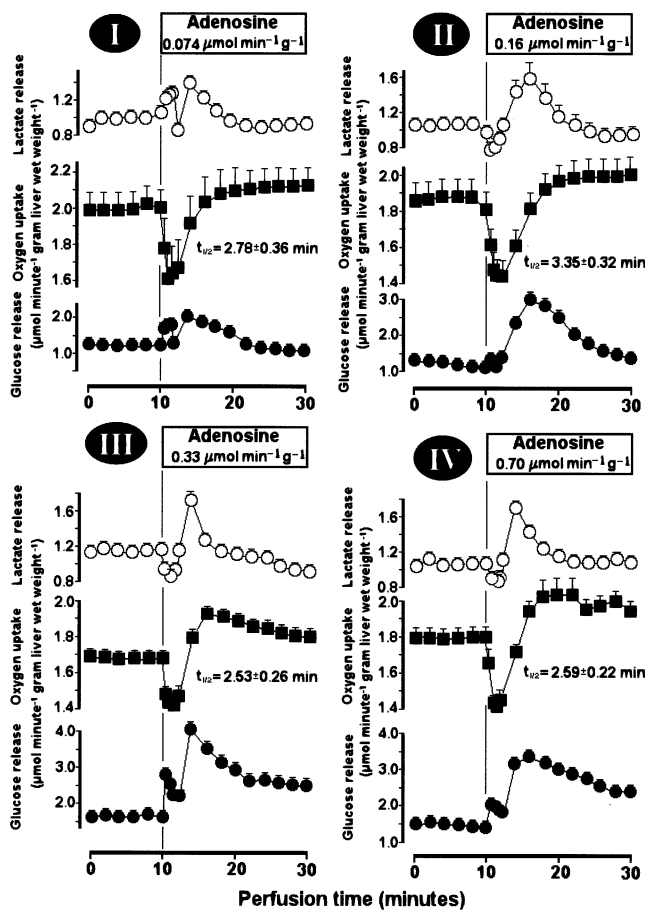 I
Adenosine
0.074 μmol min⁻¹ g⁻¹
Lactate release
1.2
0.8
Oxygen uptake
(μmol minute⁻¹ gram liver wet weight⁻¹)
2.2
2.0
1.8
1.6
t1/2= 2.78±0.36 min
Glucose release
2.0
1.0
0
10
20
30
II
Adenosine
0.16 μmol min⁻¹ g⁻¹
Lactate release
1.6
1.2
0.8
Oxygen uptake
(μmol minute⁻¹ gram liver wet weight⁻¹)
2.0
1.8
1.6
1.4
t1/2= 3.35±0.32 min
Glucose release
3.0
2.0
1.0
0
10
20
30
III
Adenosine
0.33 μmol min⁻¹ g⁻¹
Lactate release
1.6
1.2
0.8
Oxygen uptake
(μmol minute⁻¹ gram liver wet weight⁻¹)
2.0
1.8
1.6
1.4
t1/2= 2.53±0.26 min
Glucose release
4.0
3.0
2.0
0
10
20
30
IV
Adenosine
0.70 μmol min⁻¹ g⁻¹
Lactate release
1.6
1.2
0.8
Oxygen uptake
(μmol minute⁻¹ gram liver wet weight⁻¹)
2.0
1.8
1.6
1.4
t1/2= 2.59±0.22 min
Glucose release
4.0
3.0
2.0
1.0
0
10
20
30
Perfusion time (minutes)